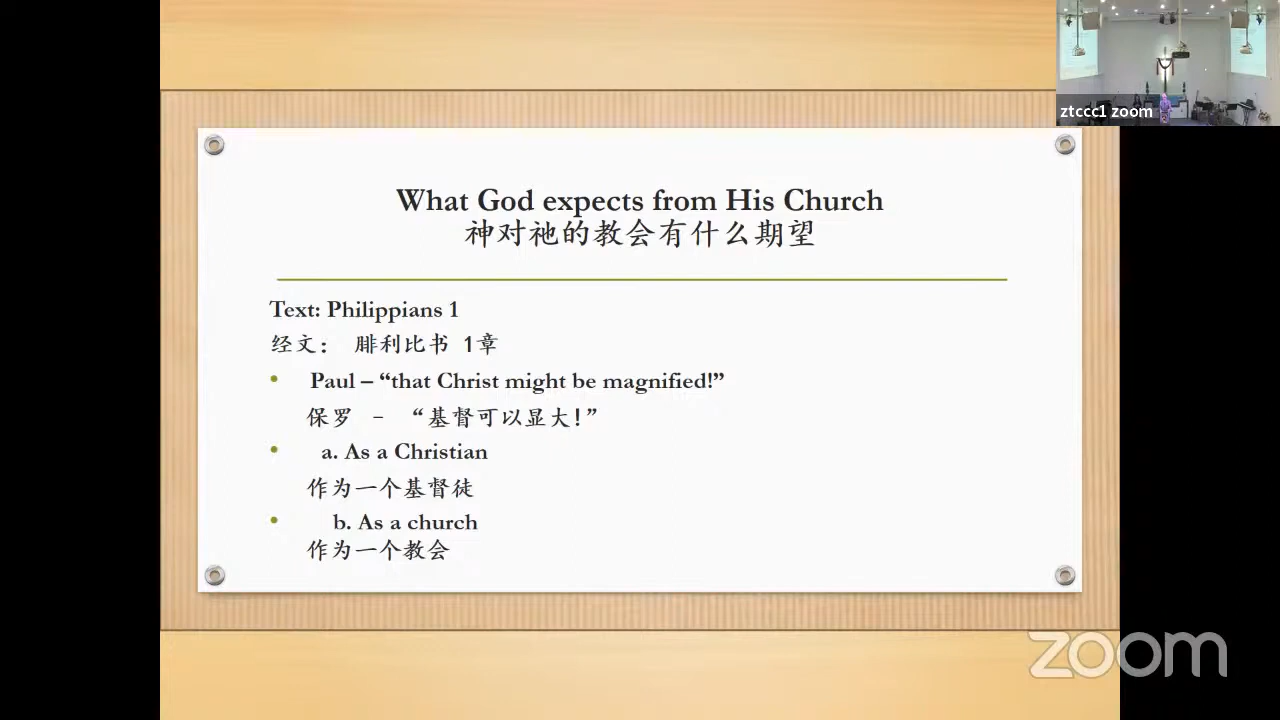 ztccc1 zoom
What God expects from His Church
神对祂的教会有什么期望
Text: Philippians 1
经文： 腓利比书 1章
Paul – “that Christ might be magnified!”
保罗 – “基督可以显大！”
a. As a Christian
作为一个基督徒
b. As a church
作为一个教会
zoom